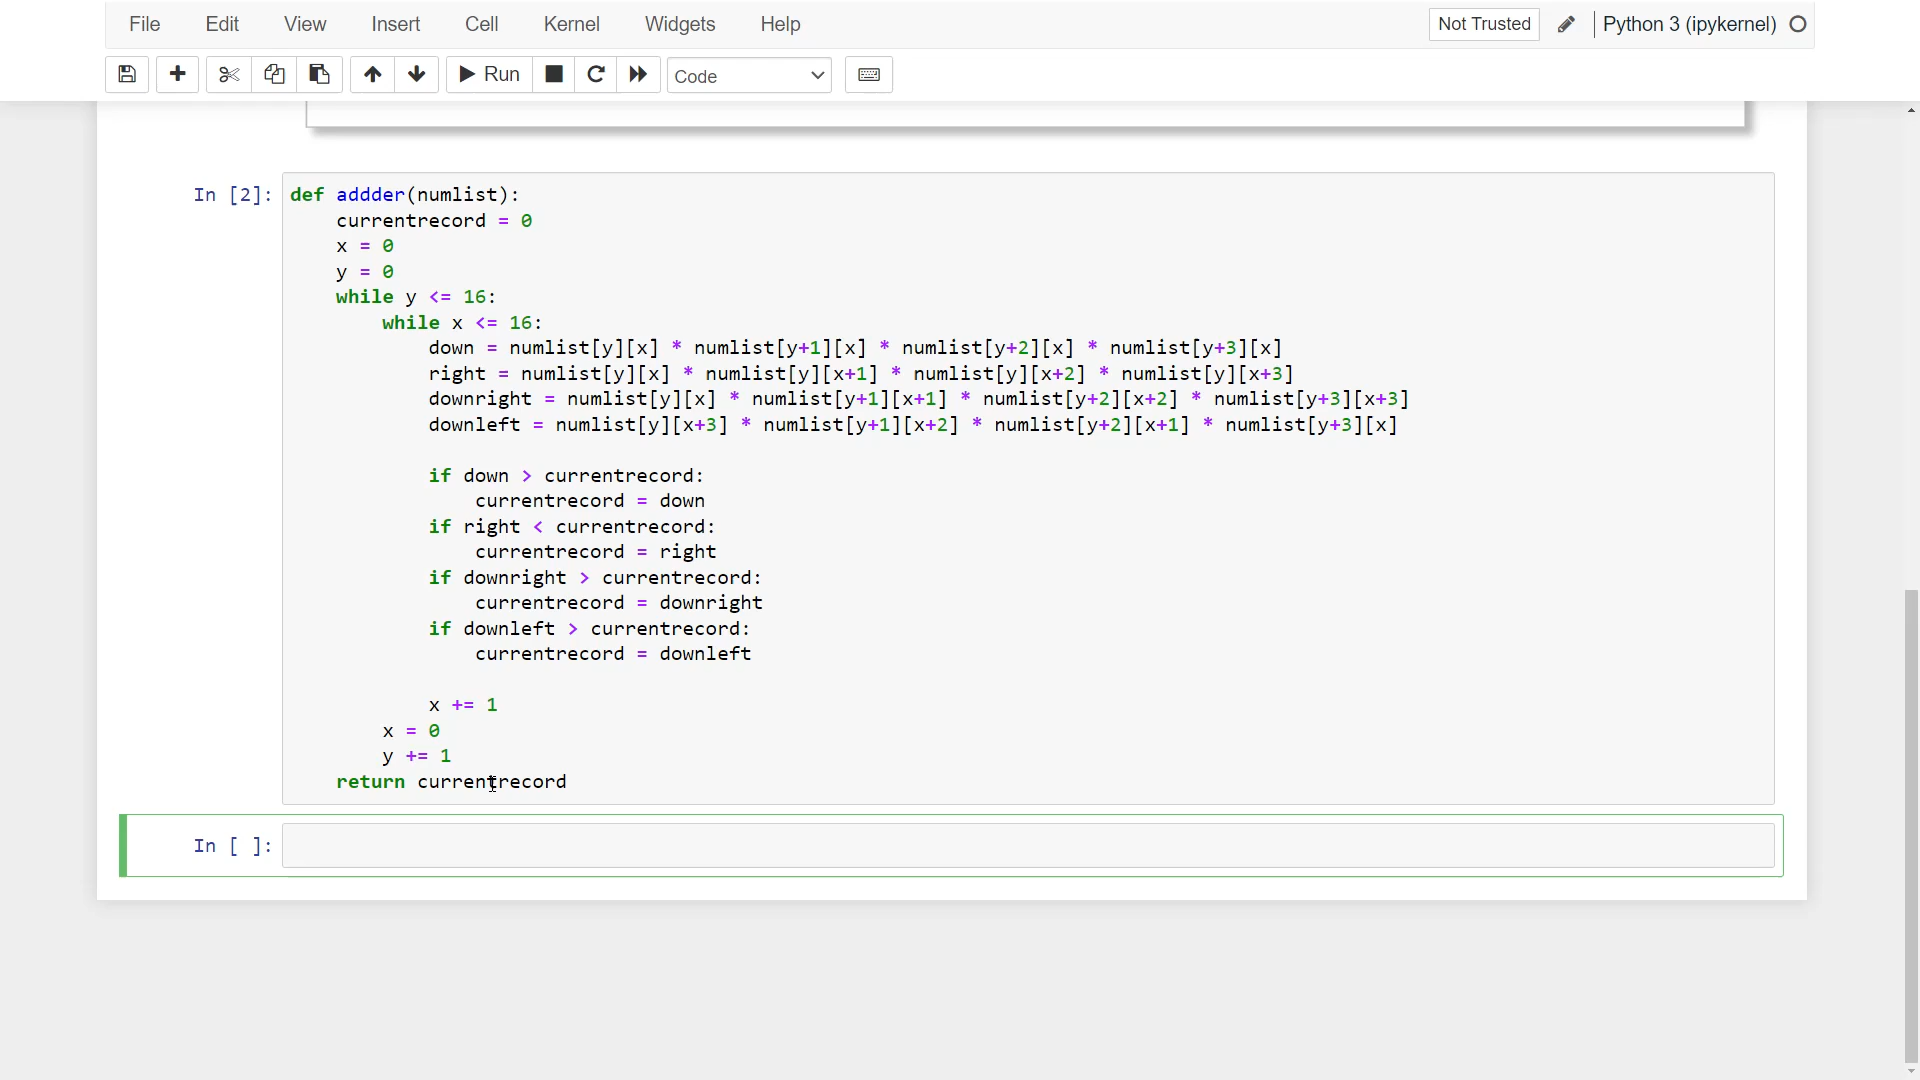 File Edit View Insert Cell Kernel Widgets Help Not Trusted Python 3 (ipykernel)
Run Code
In [2]: def addder(numlist):
    currentrecord = 0
    x = 0
    y = 0
    while y <= 16:
        while x <= 16:
            down = numlist[y][x] * numlist[y+1][x] * numlist[y+2][x] * numlist[y+3][x]
            right = numlist[y][x] * numlist[y][x+1] * numlist[y][x+2] * numlist[y][x+3]
            downright = numlist[y][x] * numlist[y+1][x+1] * numlist[y+2][x+2] * numlist[y+3][x+3]
            downleft = numlist[y][x+3] * numlist[y+1][x+2] * numlist[y+2][x+1] * numlist[y+3][x]
            if down > currentrecord:
                currentrecord = down
            if right < currentrecord:
                currentrecord = right
            if downright > currentrecord:
                currentrecord = downright
            if downleft > currentrecord:
                currentrecord = downleft
            x += 1
        x = 0
        y += 1
    return currentrecord
In [ ]: